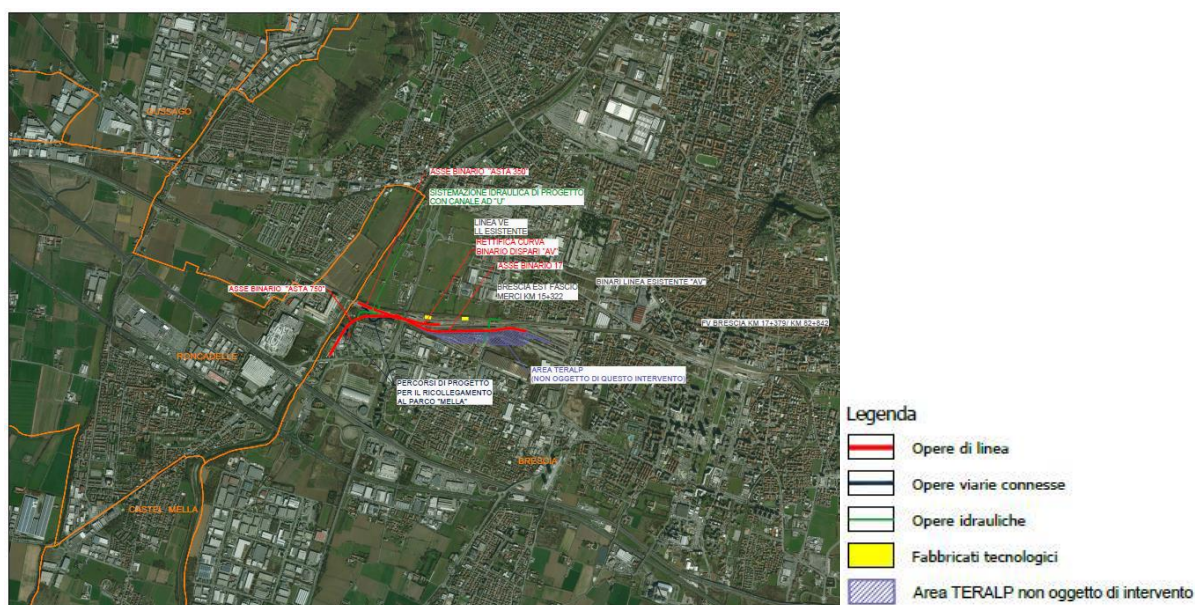 GUSSAGO
ASSE BINARIO "ASTA 350"
SISTEMAZIONE IDRAULICA DI PROGETTO
CON CANALE AD "U"
LINEA VE
LL ESISTENTE
RETTIFICA CURVA
BINARIO DISPARI "AV"
ASSE BINARIO 17
BRESCIA EST FASCIO
MERCI KM 15+322
BINARI LINEA ESISTENTE "AV"
ASSE BINARIO "ASTA 750"
FV BRESCIA KM 17+379/ KM 82+842
RONCADELLE
AREA TERALP
(NON OGGETTO DI QUESTO INTERVENTO)
PERCORSI DI PROGETTO
PER IL RICOLLEGAMENTO
AL PARCO "MELLA"
BRESCIA
CASTEL MELLA
Legenda
Opere di linea
Opere viarie connesse
Opere idrauliche
Fabbricati tecnologici
Area TERALP non oggetto di intervento